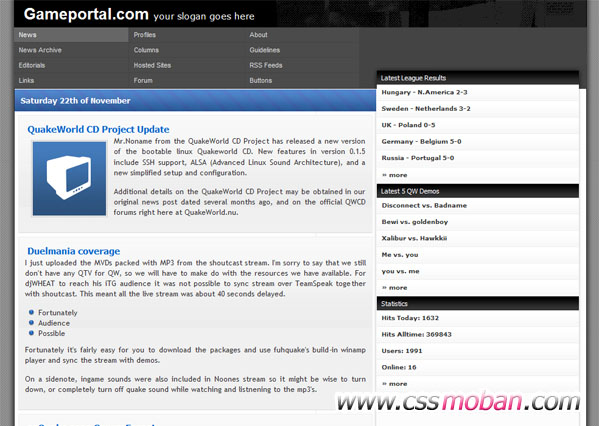 Gameportal.com your slogan goes here
News
Profiles
About
News Archive
Columns
Guidelines
Editorials
Hosted Sites
RSS Feeds
Links
Forum
Buttons
Saturday 22th of November
QuakeWorld CD Project Update
Mr.Noname from the QuakeWorld CD Project has released a new version
of the bootable linux Quakeworld CD. New features in version 0.1.5
include SSH support, ALSA (Advanced Linux Sound Architecture), and a
new simplified setup and configuration.
Additional details on the QuakeWorld CD Project may be obtained in our
original news post dated several months ago, and on the official QWCD
forums right here at QuakeWorld.nu.
Duelmania coverage
I just uploaded the MVDs packed with MP3 from the shoutcast stream. I'm sorry to say that we still
don't have any QTV for QW, so we will have to make do with the resources we have available. For
djWHEAT to reach his ITG audience it was not possible to sync stream over TeamSpeak together
with shoutcast. This meant all the live stream was about 40 seconds delayed.
Fortunately
Audience
Possible
Fortunately it's fairly easy for you to download the packages and use fuhquake's build-in winamp
player and sync the stream with demos.
On a sidenote, ingame sounds were also included in Noones stream so it might be wise to turn
down, or completely turn off quake sound while watching and listnening to the mp3's.
Latest League Results
Hungary - N.America 2-3
Sweden - Netherlands 3-2
UK - Poland 0-5
Germany - Belgium 5-0
Russia - Portugal 5-0
» more
Latest 5 QW Demos
Disconnect vs. Badname
Bewi vs. goldenboy
Xalibur vs. Hawkkii
Me vs. you
you vs. me
» more
Statistics
Hits Today: 1632
Hits Alltime: 369843
Users: 1991
Online: 16
» more
www.cssmoban.com